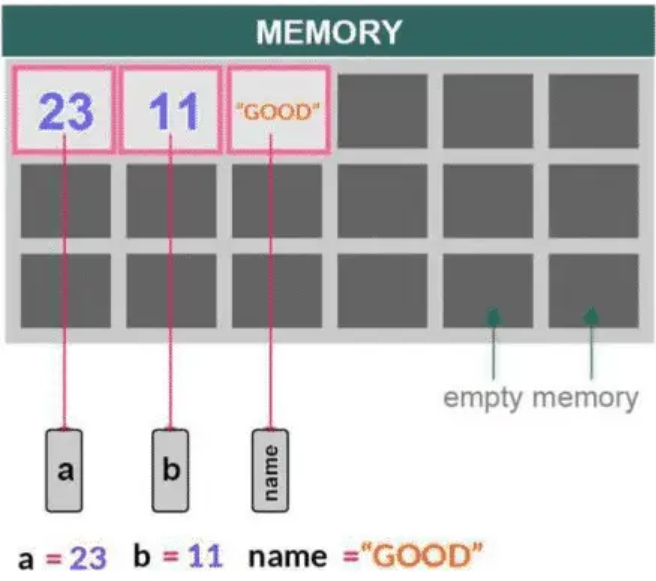 MEMORY
23 11 “GOOD”
empty memory
a b name
a = 23 b = 11 name =“GOOD”